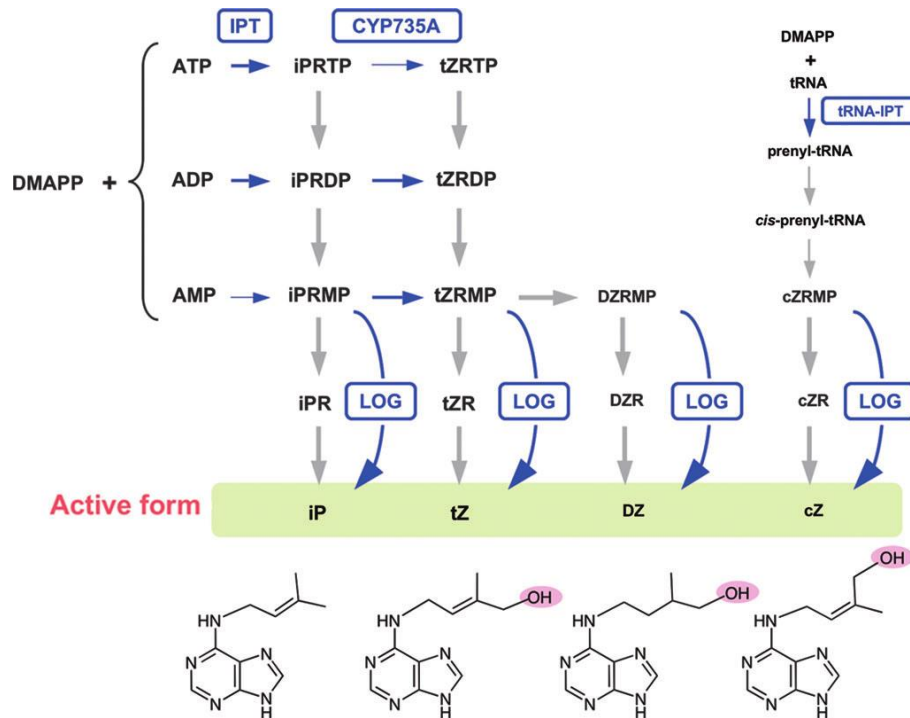 IPT CYP735A
DMAPP
+
tRNA
tRNA-IPT
ATP iPRTP tZRTP
prenyl-tRNA
DMAPP + ADP iPRDP tZRDP
cis-prenyl-tRNA
AMP iPRMP tZRMP DZRMP cZRMP
iPR LOG tZR LOG DZR LOG cZR LOG
Active form
iP tZ DZ cZ
OH
OH OH
HN HN HN HN
N N N N N N N N
N N N N N N N N
H H H H